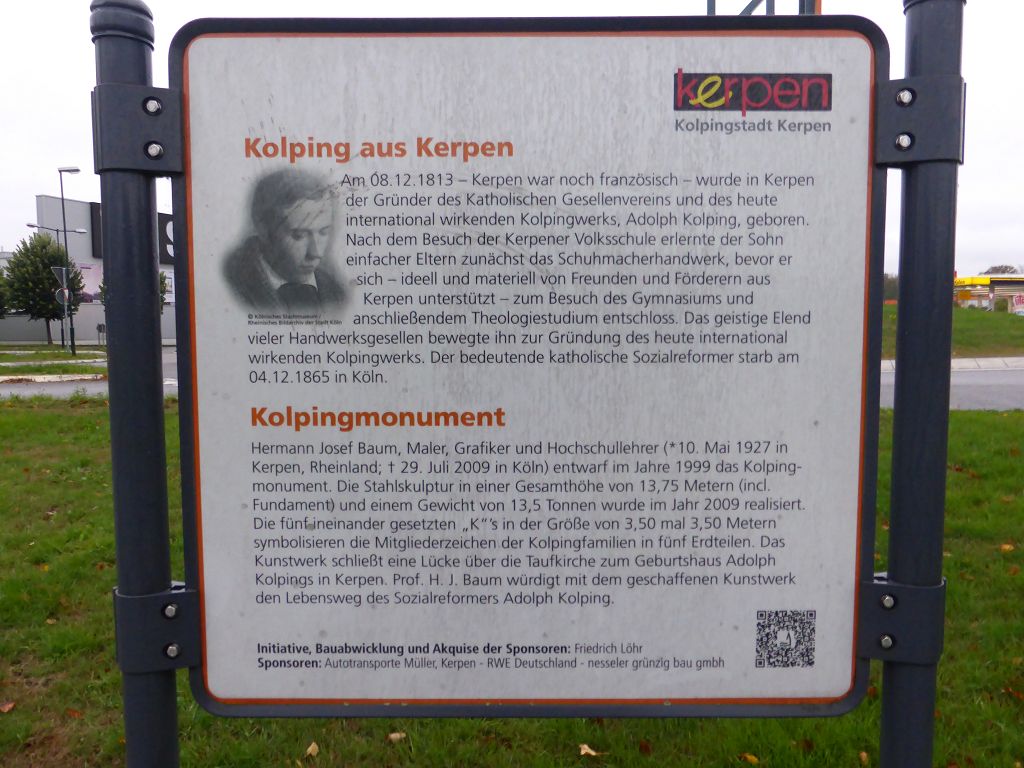 kerpen
Kolpingstadt Kerpen
Kolping aus Kerpen
Am 08.12.1813 – Kerpen war noch französisch – wurde in Kerpen
der Gründer des Katholischen Gesellenvereins und des heute
international wirkenden Kolpingwerks, Adolph Kolping, geboren.
Nach dem Besuch der Kerpener Volksschule erlernte der Sohn
einfacher Eltern zunächst das Schuhmacherhandwerk, bevor er
sich – ideell und materiell von Freunden und Förderern aus
Kerpen unterstützt – zum Besuch des Gymnasiums und
anschließendem Theologiestudium entschloss. Das geistige Elend
vieler Handwerksgesellen bewegte ihn zur Gründung des heute international
wirkenden Kolpingwerks. Der bedeutende katholische Sozialreformer starb am
04.12.1865 in Köln.
© Kölnisches Stadtmuseum /
Rheinisches Bildarchiv der Stadt Köln
Kolpingmonument
Hermann Josef Baum, Maler, Grafiker und Hochschullehrer (*10. Mai 1927 in
Kerpen, Rheinland; † 29. Juli 2009 in Köln) entwarf im Jahre 1999 das Kolping-
monument. Die Stahlskulptur in einer Gesamthöhe von 13,75 Metern (incl.
Fundament) und einem Gewicht von 13,5 Tonnen wurde im Jahr 2009 realisiert.
Die fünf ineinander gesetzten „K“'s in der Größe von 3,50 mal 3,50 Metern
symbolisieren die Mitgliederzeichen der Kolpingfamilien in fünf Erdteilen. Das
Kunstwerk schließt eine Lücke über die Taufkirche zum Geburtshaus Adolph
Kolpings in Kerpen. Prof. H. J. Baum würdigt mit dem geschaffenen Kunstwerk
den Lebensweg des Sozialreformers Adolph Kolping.
Initiative, Bauabwicklung und Akquise der Sponsoren: Friedrich Löhr
Sponsoren: Autotransporte Müller, Kerpen - RWE Deutschland - nesseler grünzig bau gmbh